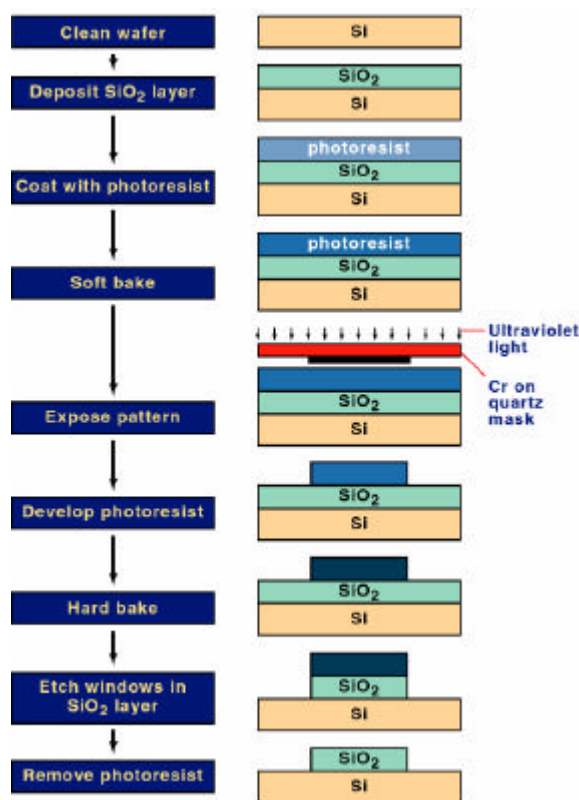 Clean wafer
Si
Deposit SiO₂ layer
SiO₂
Si
Coat with photoresist
photoresist
SiO₂
Si
Soft bake
photoresist
SiO₂
Si
Ultraviolet
light
Cr on
quartz
mask
Expose pattern
SiO₂
Si
Develop photoresist
SiO₂
Si
Hard bake
SiO₂
Si
Etch windows in
SiO₂ layer
SiO₂
Si
Remove photoresist
SiO₂
Si